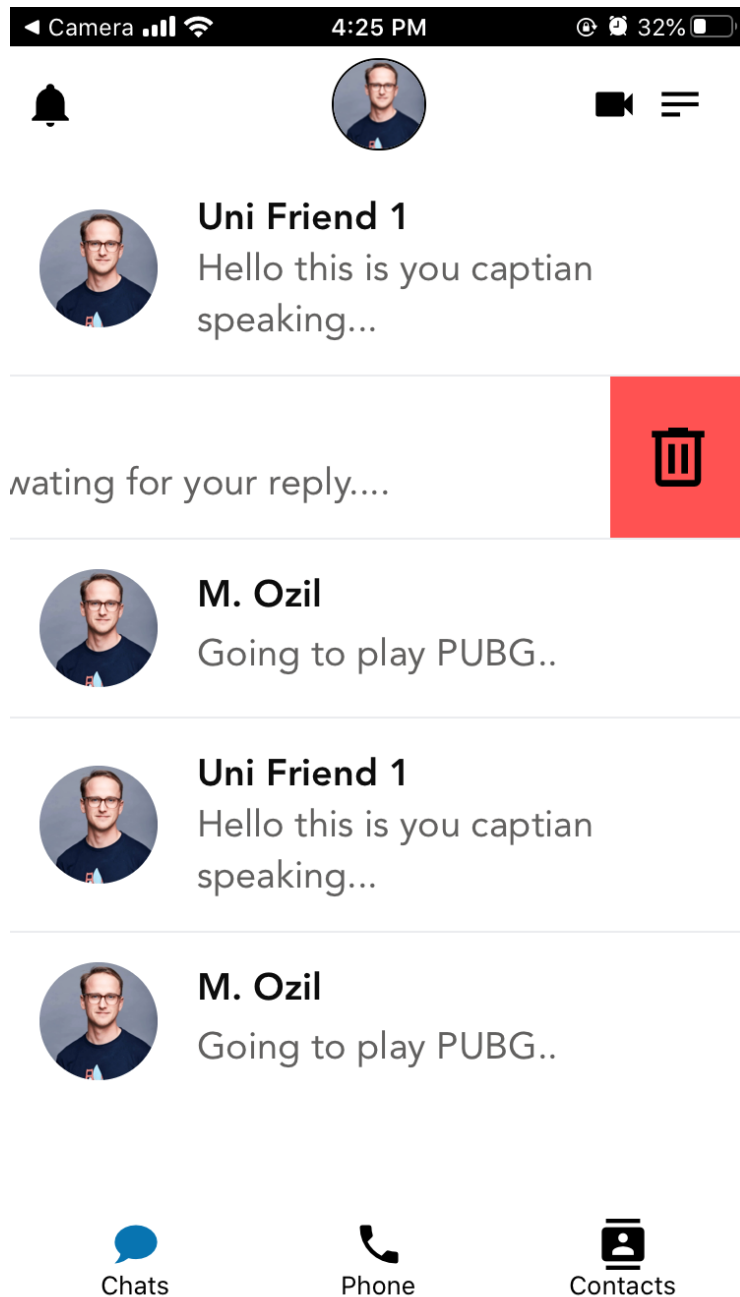 ◀ Camera 4:25 PM 32%
Uni Friend 1
Hello this is you captian
speaking...
wating for your reply....
M. Ozil
Going to play PUBG..
Uni Friend 1
Hello this is you captian
speaking...
M. Ozil
Going to play PUBG..
Chats Phone Contacts